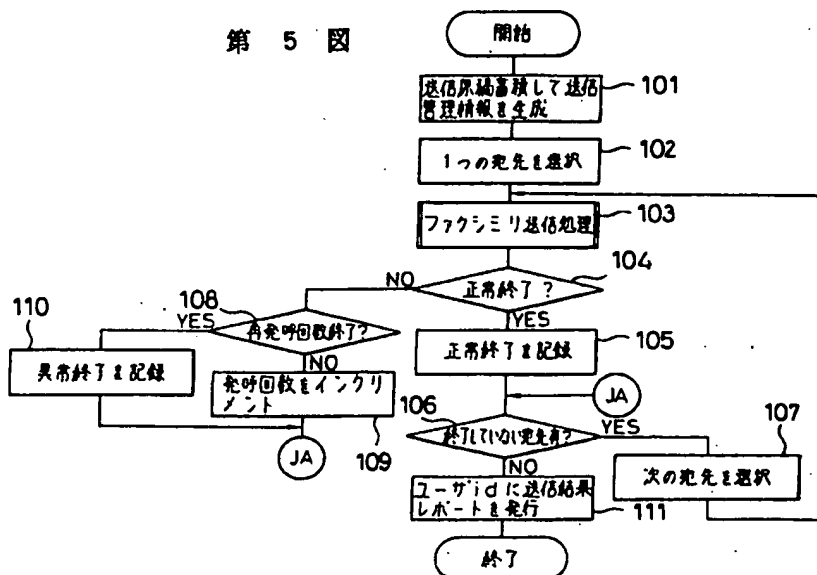 第 5 図
開始
送信原稿蓄積して送信
管理情報を生成
101
1つの宛先を選択
102
ファクシミリ送信処理
103
正常終了?
104
NO
YES
108
再発呼回数終了?
YES
NO
110
異常終了を記録
発呼回数をインクリ
メント
109
JA
正常終了を記録
105
JA
106
終了していない宛先有?
YES
NO
107
次の宛先を選択
ユーザidに送信結果
レポートを発行
111
終了